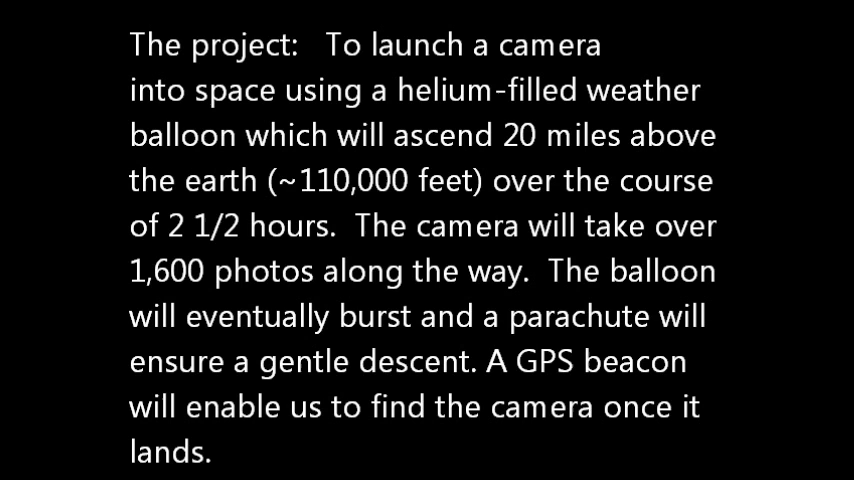 The project:   To launch a camera
into space using a helium-filled weather
balloon which will ascend 20 miles above
the earth (~110,000 feet) over the course
of 2 1/2 hours.  The camera will take over
1,600 photos along the way.  The balloon
will eventually burst and a parachute will
ensure a gentle descent. A GPS beacon
will enable us to find the camera once it
lands.